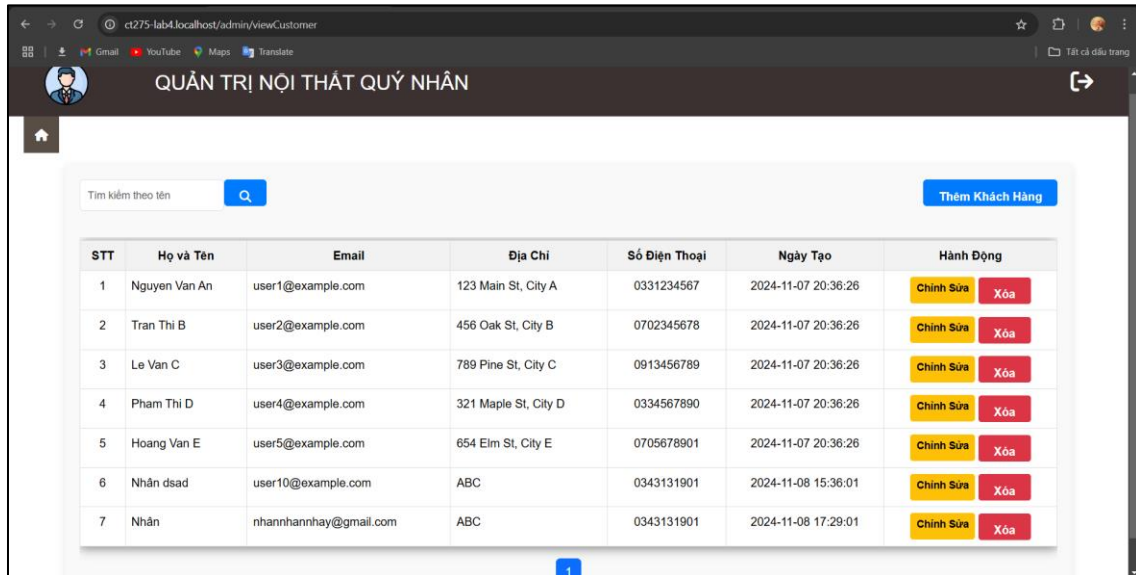 ct275-lab4.localhost/admin/viewCustomer
Gmail YouTube Maps Translate Tất cả dấu trang
QUẢN TRỊ NỘI THẤT QUÝ NHÂN
Tìm kiếm theo tên Thêm Khách Hàng
STT Họ và Tên Email Địa Chỉ Số Điện Thoại Ngày Tạo Hành Động
1 Nguyen Van An user1@example.com 123 Main St, City A 0331234567 2024-11-07 20:36:26 Chỉnh Sửa Xóa
2 Tran Thi B user2@example.com 456 Oak St, City B 0702345678 2024-11-07 20:36:26 Chỉnh Sửa Xóa
3 Le Van C user3@example.com 789 Pine St, City C 0913456789 2024-11-07 20:36:26 Chỉnh Sửa Xóa
4 Pham Thi D user4@example.com 321 Maple St, City D 0334567890 2024-11-07 20:36:26 Chỉnh Sửa Xóa
5 Hoang Van E user5@example.com 654 Elm St, City E 0705678901 2024-11-07 20:36:26 Chỉnh Sửa Xóa
6 Nhân dsad user10@example.com ABC 0343131901 2024-11-08 15:36:01 Chỉnh Sửa Xóa
7 Nhân nhannhannhay@gmail.com ABC 0343131901 2024-11-08 17:29:01 Chỉnh Sửa Xóa
1